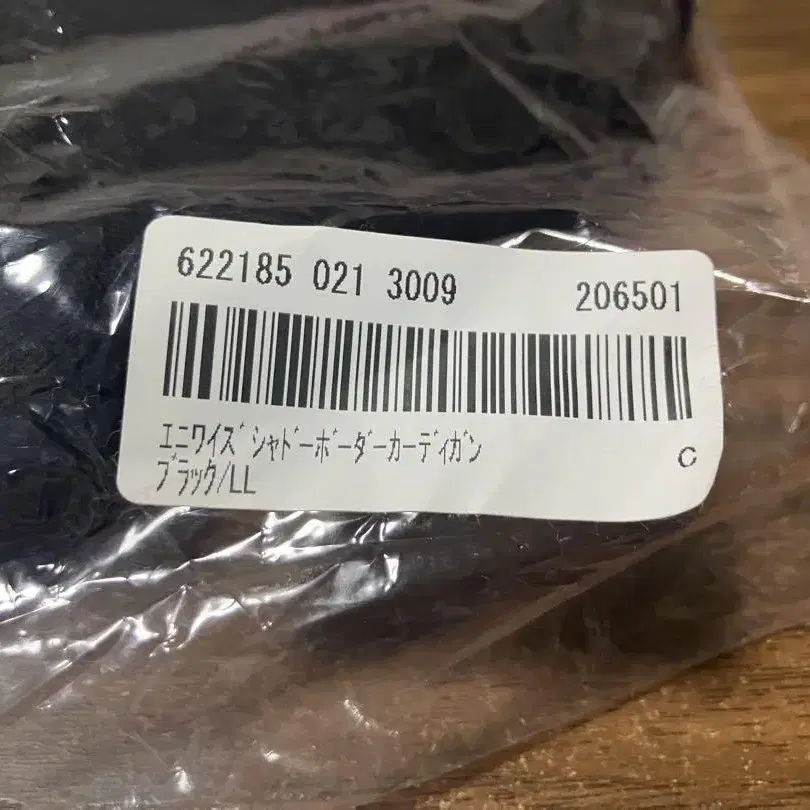 622185 021 3009 206501
ｴﾆﾜｲｽﾞｼｬﾄﾞｰﾎﾞｰﾀﾞｰｶｰﾃﾞｨｶﾞﾝ
ﾌﾞﾗｯｸ/LL
C